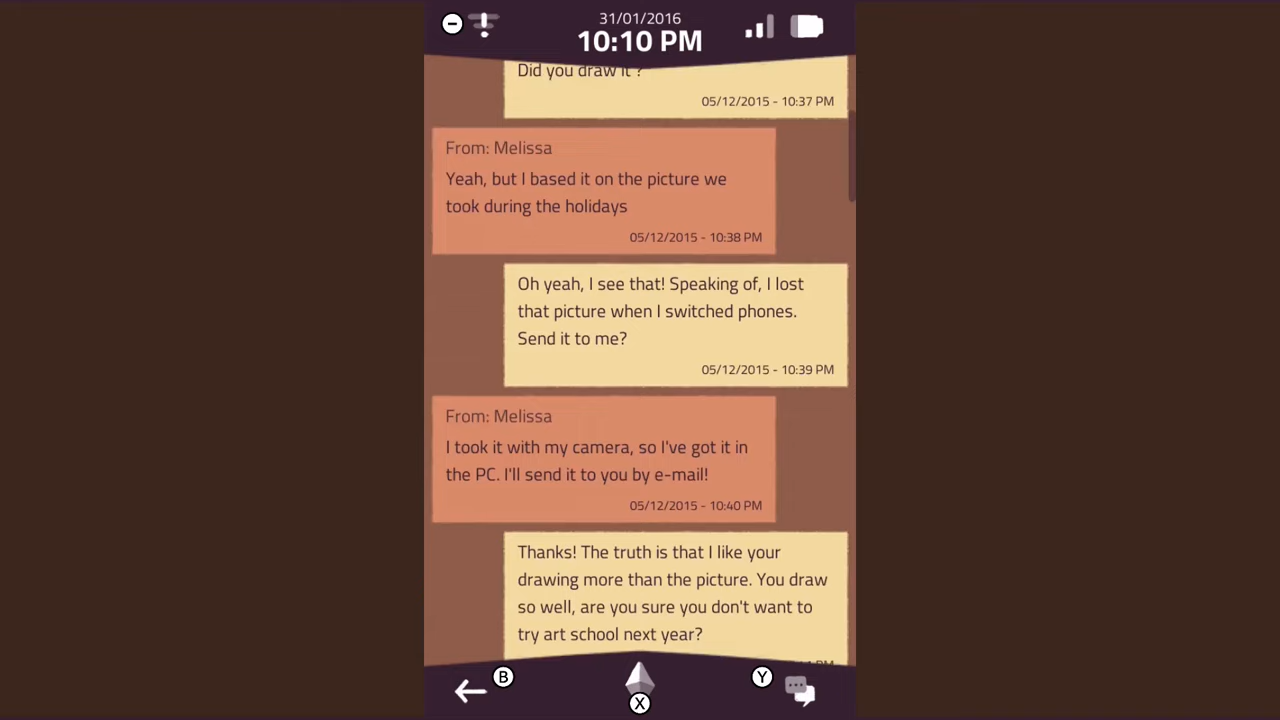 31/01/2016
10:10 PM
Did you draw it ?
05/12/2015 - 10:37 PM
From: Melissa
Yeah, but I based it on the picture we
took during the holidays
05/12/2015 - 10:38 PM
Oh yeah, I see that! Speaking of, I lost
that picture when I switched phones.
Send it to me?
05/12/2015 - 10:39 PM
From: Melissa
I took it with my camera, so I've got it in
the PC. I'll send it to you by e-mail!
05/12/2015 - 10:40 PM
Thanks! The truth is that I like your
drawing more than the picture. You draw
so well, are you sure you don't want to
try art school next year?
PM
B
X
Y